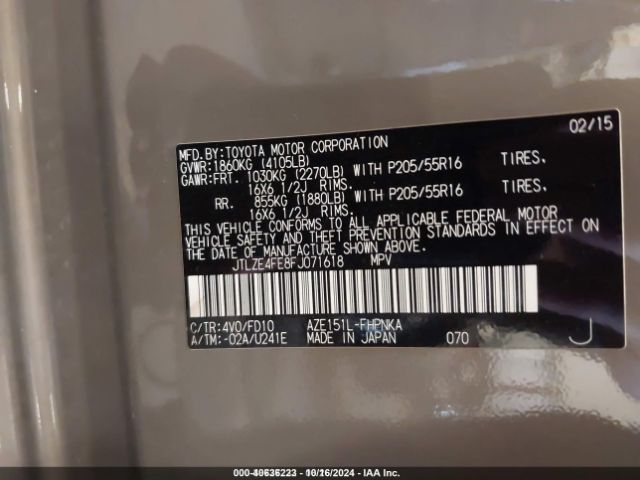 02/15
MFD.BY:TOYOTA MOTOR CORPORATION
GVWR:1860KG (4105LB)
GAWR:FRT. 1030KG (2270LB) WITH P205/55R16 TIRES.
16X6 1/2J RIMS.
RR. 855KG (1880LB) WITH P205/55R16 TIRES.
16X6 1/2J RIMS.
THIS VEHICLE CONFORMS TO ALL APPLICABLE FEDERAL MOTOR
VEHICLE SAFETY AND THEFT PREVENTION STANDARDS IN EFFECT ON
THE DATE OF MANUFACTURE SHOWN ABOVE.
JTLZE4FE8FJ071618 MPV
C/TR:4V0/FD10 AZE151L-FHPNKA
A/TM:-02A/U241E MADE IN JAPAN 070 J
10/16/2024 - IAA Inc.